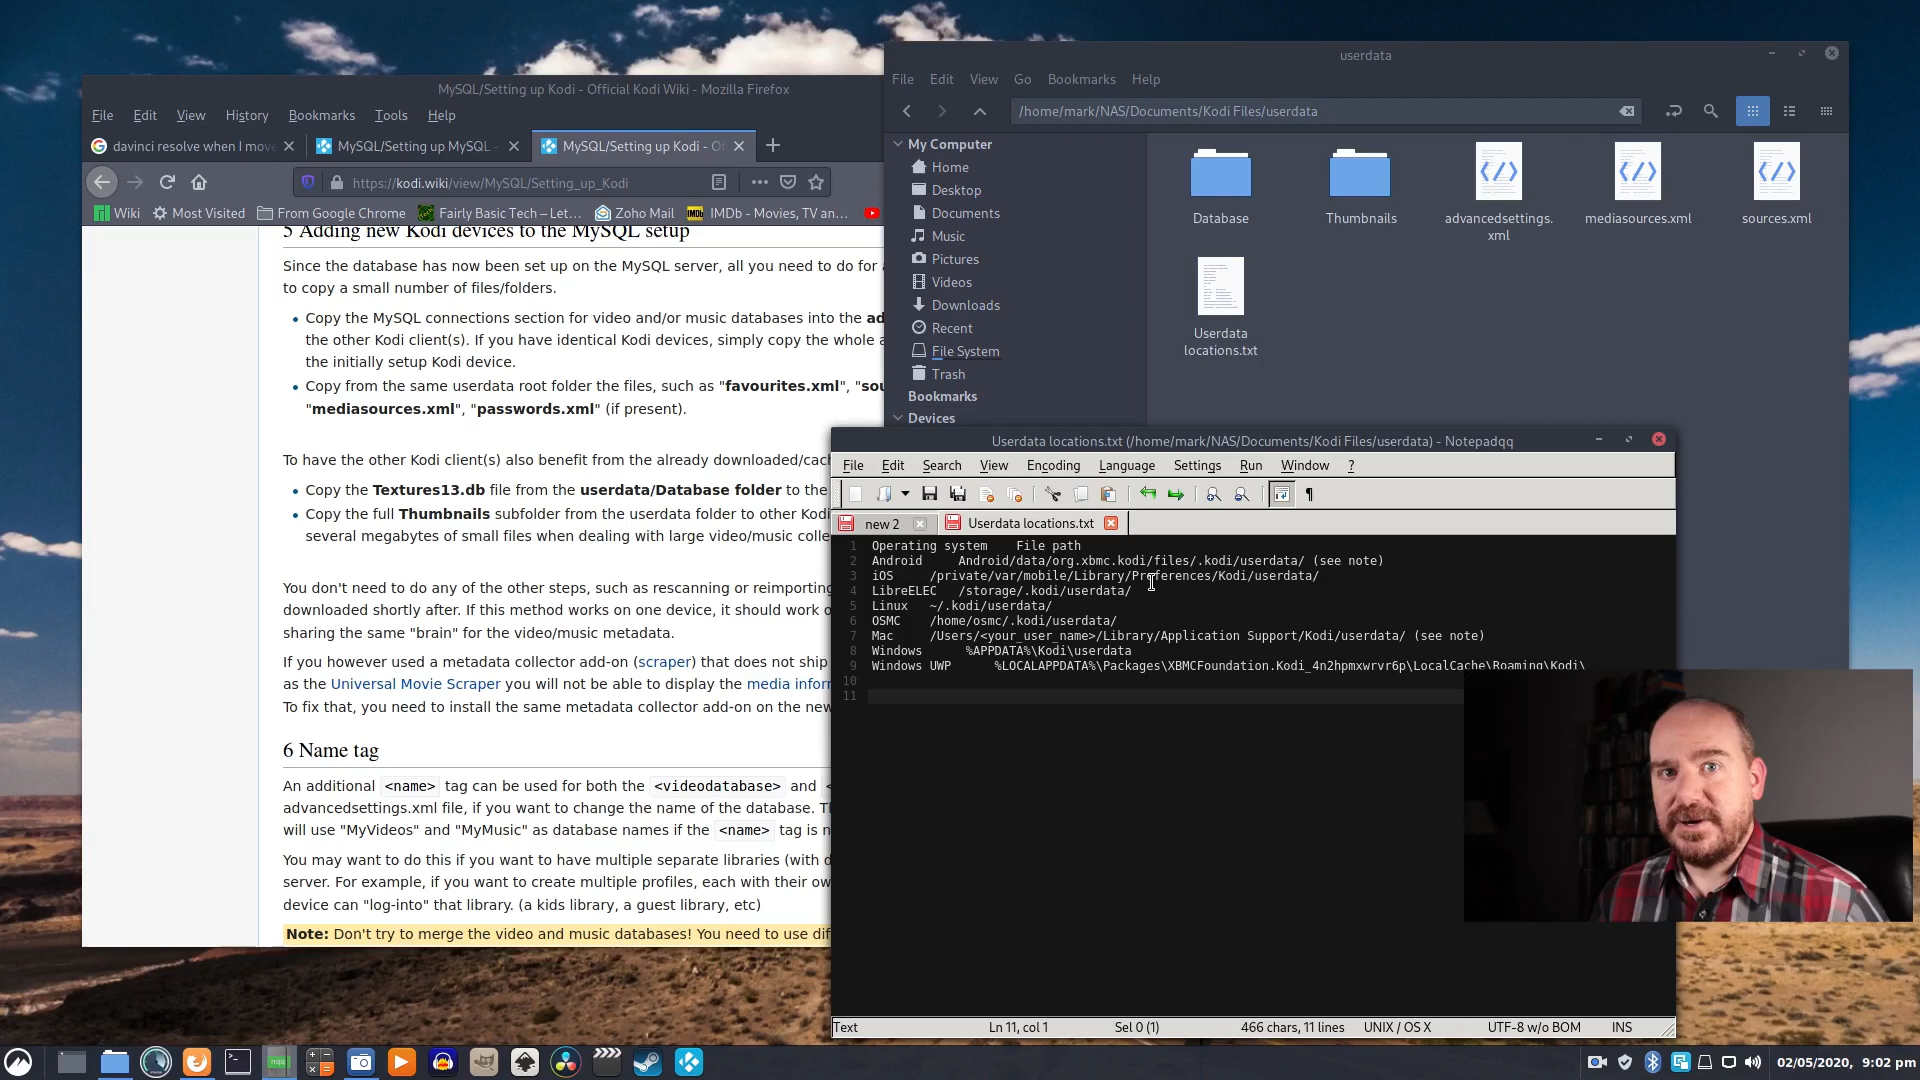 MySQL/Setting up Kodi - Official Kodi Wiki - Mozilla Firefox
File Edit View History Bookmarks Tools Help
davinci resolve when I move
MySQL/Setting up MySQL -
MySQL/Setting up Kodi - Of
https://kodi.wiki/view/MySQL/Setting_up_Kodi
Wiki Most Visited From Google Chrome Fairly Basic Tech – Let... Zoho Mail IMDb - Movies, TV an...
5 Adding new Kodi devices to the MySQL setup
Since the database has now been set up on the MySQL server, all you need to do for
to copy a small number of files/folders.
• Copy the MySQL connections section for video and/or music databases into the ad
the other Kodi client(s). If you have identical Kodi devices, simply copy the whole a
the initially setup Kodi device.
• Copy from the same userdata root folder the files, such as "favourites.xml", "sou
"mediasources.xml", "passwords.xml" (if present).
To have the other Kodi client(s) also benefit from the already downloaded/cac
• Copy the Textures13.db file from the userdata/Database folder to the
• Copy the full Thumbnails subfolder from the userdata folder to other Kodi
several megabytes of small files when dealing with large video/music colle
You don't need to do any of the other steps, such as rescanning or reimportin
downloaded shortly after. If this method works on one device, it should work o
sharing the same "brain" for the video/music metadata.
If you however used a metadata collector add-on (scraper) that does not ship
as the Universal Movie Scraper you will not be able to display the media infor
To fix that, you need to install the same metadata collector add-on on the new
6 Name tag
An additional <name> tag can be used for both the <videodatabase> and <
advancedsettings.xml file, if you want to change the name of the database. T
will use "MyVideos" and "MyMusic" as database names if the <name> tag is n
You may want to do this if you want to have multiple separate libraries (with d
server. For example, if you want to create multiple profiles, each with their ow
device can "log-into" that library. (a kids library, a guest library, etc)
Note: Don't try to merge the video and music databases! You need to use dif
userdata
File Edit View Go Bookmarks Help
/home/mark/NAS/Documents/Kodi Files/userdata
My Computer
Home
Desktop
Documents
Music
Pictures
Videos
Downloads
Recent
File System
Trash
Bookmarks
Devices
Database
Thumbnails
advancedsettings.
xml
mediasources.xml
sources.xml
Userdata
locations.txt
Userdata locations.txt (/home/mark/NAS/Documents/Kodi Files/userdata) - Notepadqq
File Edit Search View Encoding Language Settings Run Window ?
new 2
Userdata locations.txt
1 Operating system File path
2 Android Android/data/org.xbmc.kodi/files/.kodi/userdata/ (see note)
3 iOS /private/var/mobile/Library/Preferences/Kodi/userdata/
4 LibreELEC /storage/.kodi/userdata/
5 Linux ~/.kodi/userdata/
6 OSMC /home/osmc/.kodi/userdata/
7 Mac /Users/<your_user_name>/Library/Application Support/Kodi/userdata/ (see note)
8 Windows %APPDATA%\Kodi\userdata
9 Windows UWP %LOCALAPPDATA%\Packages\XBMCFoundation.Kodi_4n2hpmxwrvr6p\LocalCache\Roaming\Kodi\
10
11
Text Ln 11, col 1 Sel 0 (1) 466 chars, 11 lines UNIX / OS X UTF-8 w/o BOM INS
02/05/2020, 9:02 pm